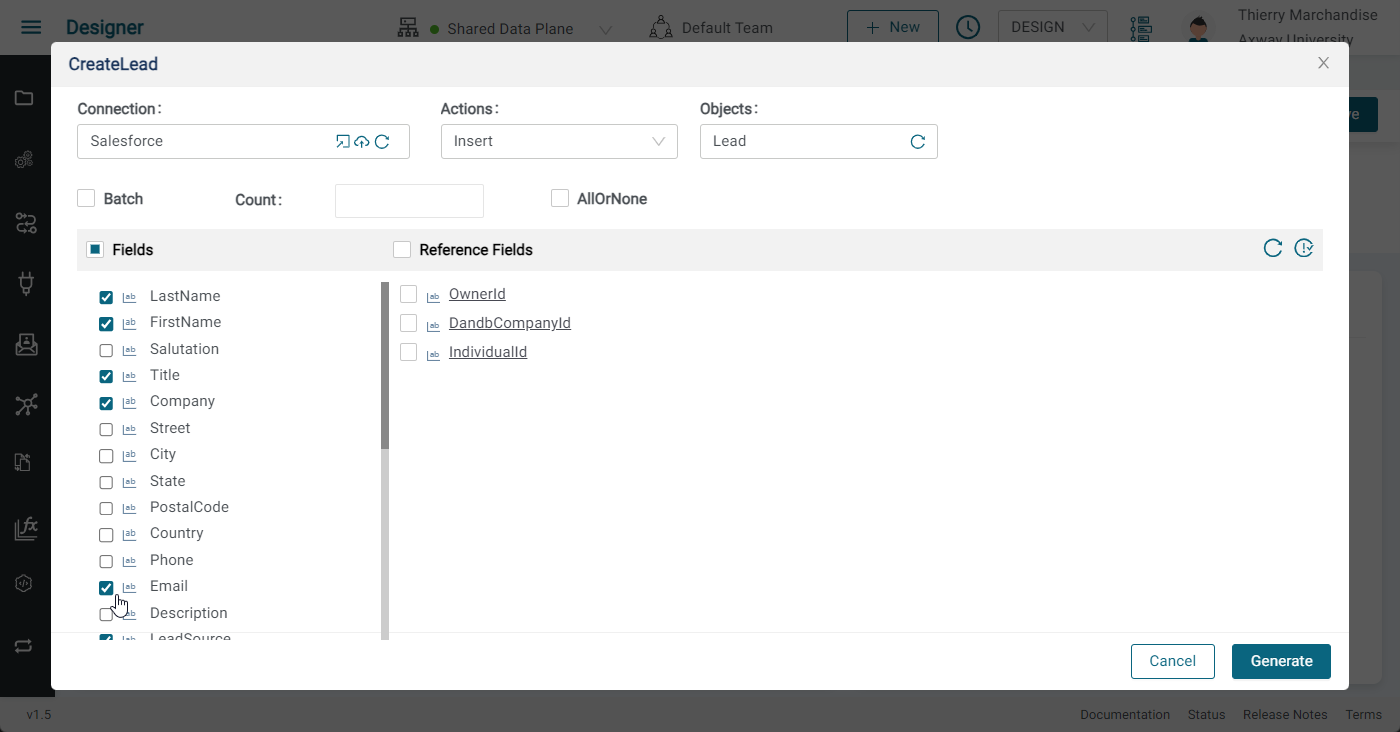 Designer
Shared Data Plane
Default Team
+ New
DESIGN
Thierry Marchandise
Axway University
CreateLead
Connection:
Actions:
Objects:
Salesforce
Insert
Lead
Batch
Count:
AllOrNone
Fields
Reference Fields
LastName
FirstName
Salutation
Title
Company
Street
City
State
PostalCode
Country
Phone
Email
Description
LeadSource
OwnerId
DandbCompanyId
IndividualId
Cancel
Generate
v1.5
Documentation
Status
Release Notes
Terms